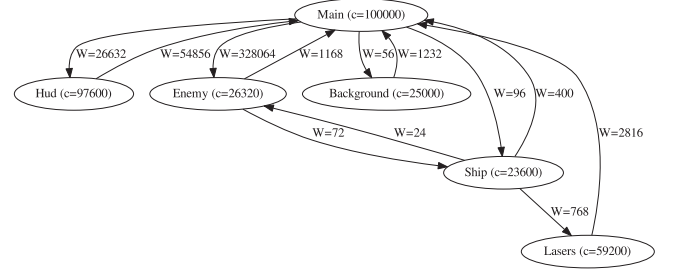 Main (c=100000)
W=26632
W=54856
W=328064
W=1168
W=56
W=1232
Hud (c=97600)
Enemy (c=26320)
Background (c=25000)
W=96
W=400
W=72
W=24
W=2816
Ship (c=23600)
W=768
Lasers (c=59200)